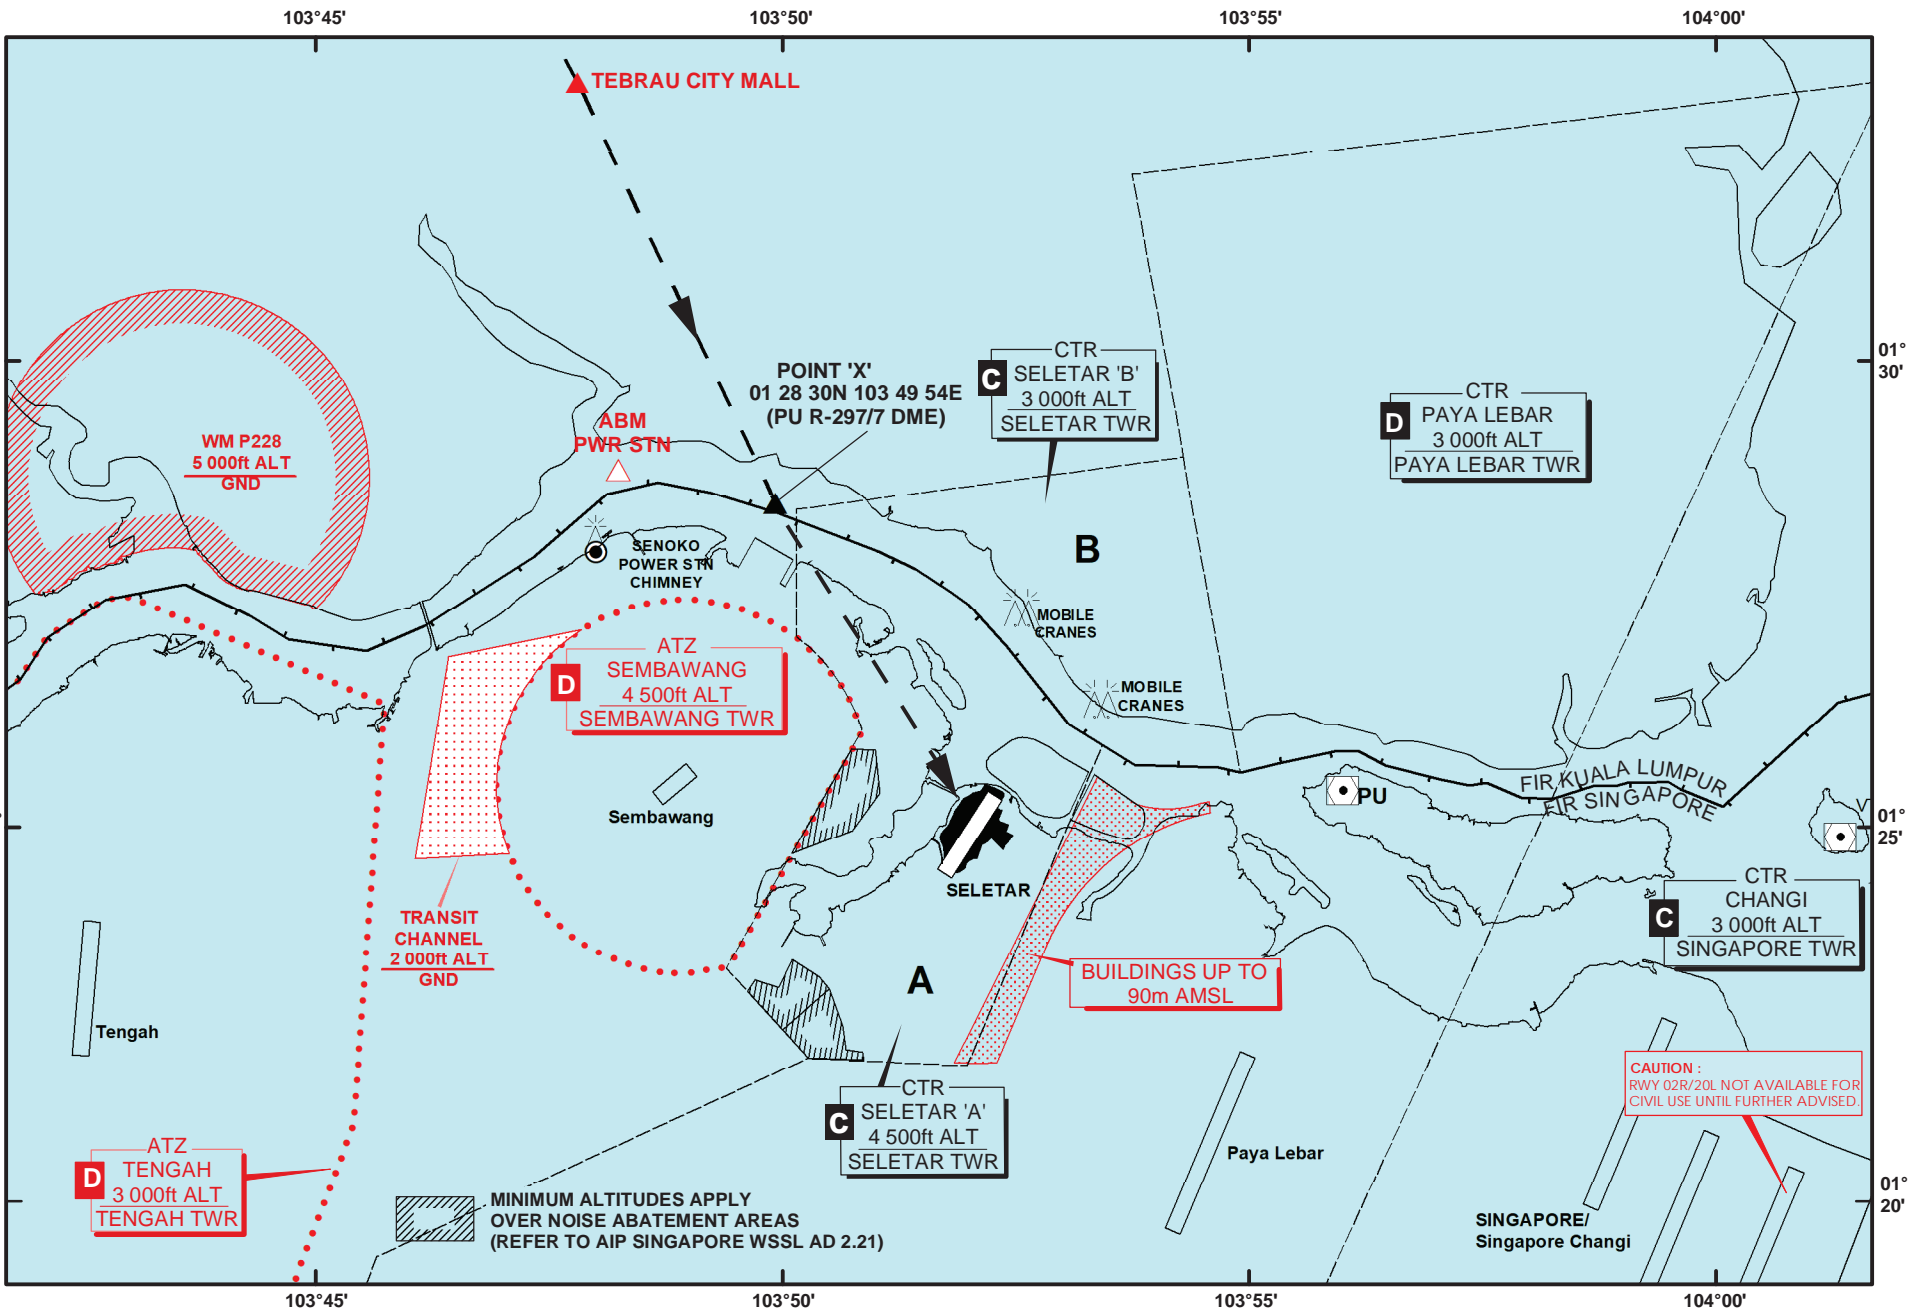 103°45'
103°50'
103°55'
104°00'
TEBRAU CITY MALL
01°
30'
POINT 'X'
01 28 30N 103 49 54E
(PU R-297/7 DME)
CTR
C
SELETAR 'B'
3 000ft ALT
SELETAR TWR
CTR
D
PAYA LEBAR
3 000ft ALT
PAYA LEBAR TWR
WM P228
5 000ft ALT
GND
ABM
PWR STN
SENOKO
POWER STN
CHIMNEY
B
MOBILE
CRANES
MOBILE
CRANES
ATZ
D
SEMBAWANG
4 500ft ALT
SEMBAWANG TWR
Sembawang
SELETAR
PU
FIR KUALA LUMPUR
FIR SINGAPORE
V
01°
25'
CTR
C
CHANGI
3 000ft ALT
SINGAPORE TWR
TRANSIT
CHANNEL
2 000ft ALT
GND
A
BUILDINGS UP TO
90m AMSL
Tengah
CTR
C
SELETAR 'A'
4 500ft ALT
SELETAR TWR
CAUTION :
RWY 02R/20L NOT AVAILABLE FOR
CIVIL USE UNTIL FURTHER ADVISED.
Paya Lebar
ATZ
D
TENGAH
3 000ft ALT
TENGAH TWR
MINIMUM ALTITUDES APPLY
OVER NOISE ABATEMENT AREAS
(REFER TO AIP SINGAPORE WSSL AD 2.21)
SINGAPORE/
Singapore Changi
01°
20'
103°45'
103°50'
103°55'
104°00'